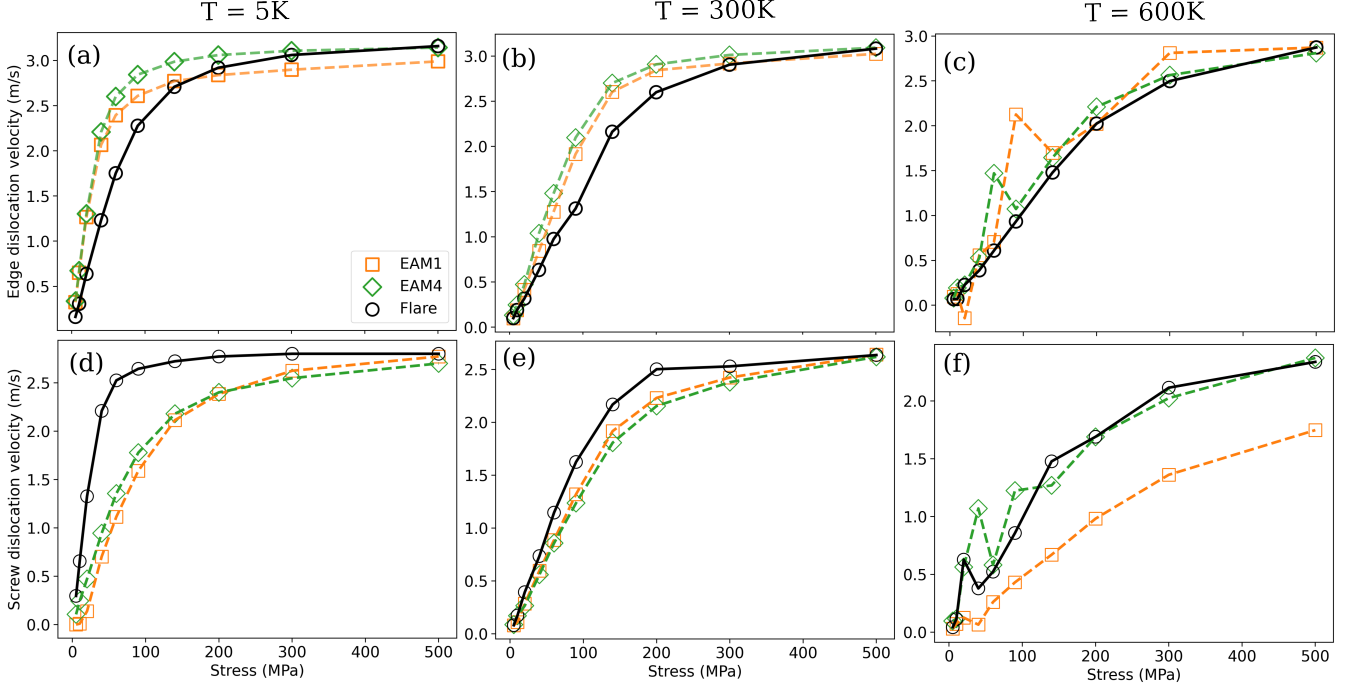 T = 5K
T = 300K
T = 600K
Edge dislocation velocity (m/s)
(a)
3.0
2.5
2.0
1.5
1.0
0.5
EAM1
EAM4
Flare
(b)
3.0
2.5
2.0
1.5
1.0
0.5
0.0
(c)
3.0
2.5
2.0
1.5
1.0
0.5
0.0
Screw dislocation velocity (m/s)
(d)
2.5
2.0
1.5
1.0
0.5
0.0
0 100 200 300 400 500
Stress (MPa)
(e)
2.5
2.0
1.5
1.0
0.5
0.0
0 100 200 300 400 500
Stress (MPa)
(f)
2.0
1.5
1.0
0.5
0.0
0 100 200 300 400 500
Stress (MPa)